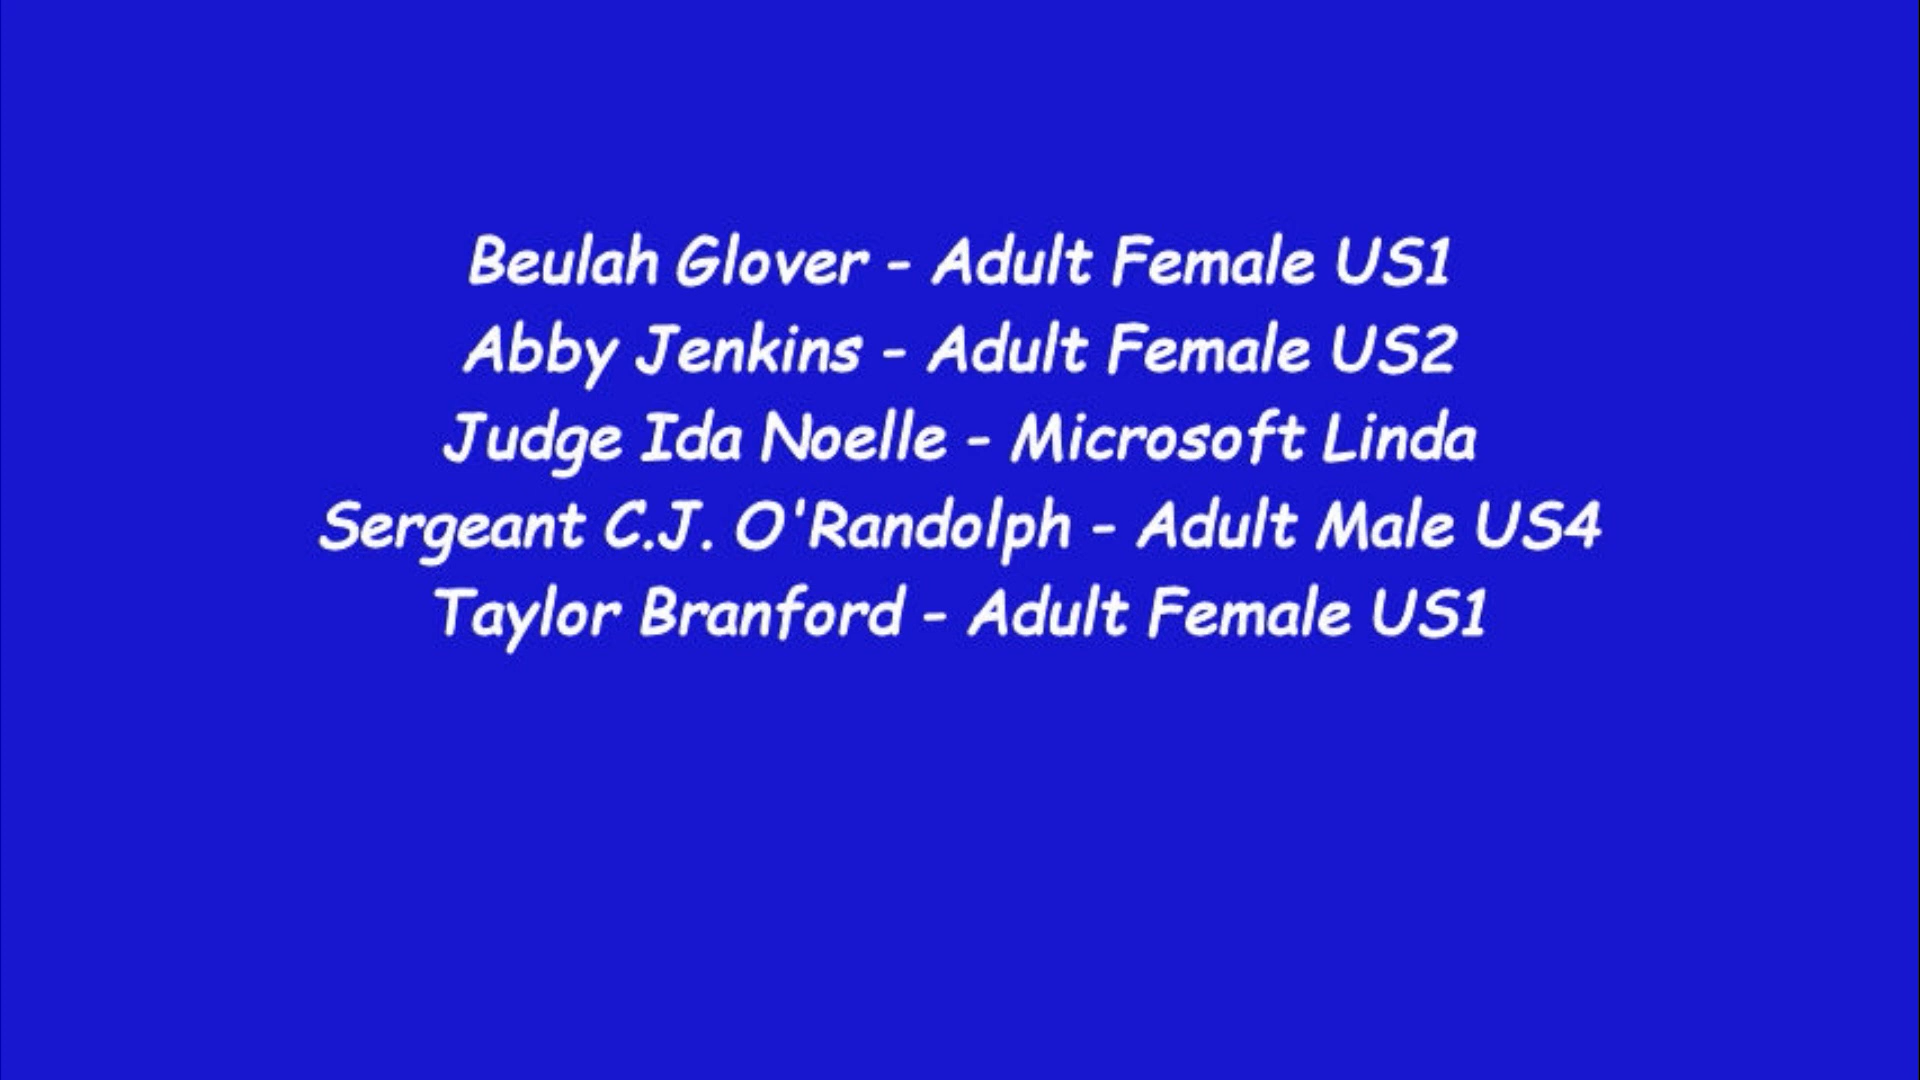 Beulah Glover - Adult Female US1
Abby Jenkins - Adult Female US2
Judge Ida Noelle - Microsoft Linda
Sergeant C.J. O'Randolph - Adult Male US4
Taylor Branford - Adult Female US1